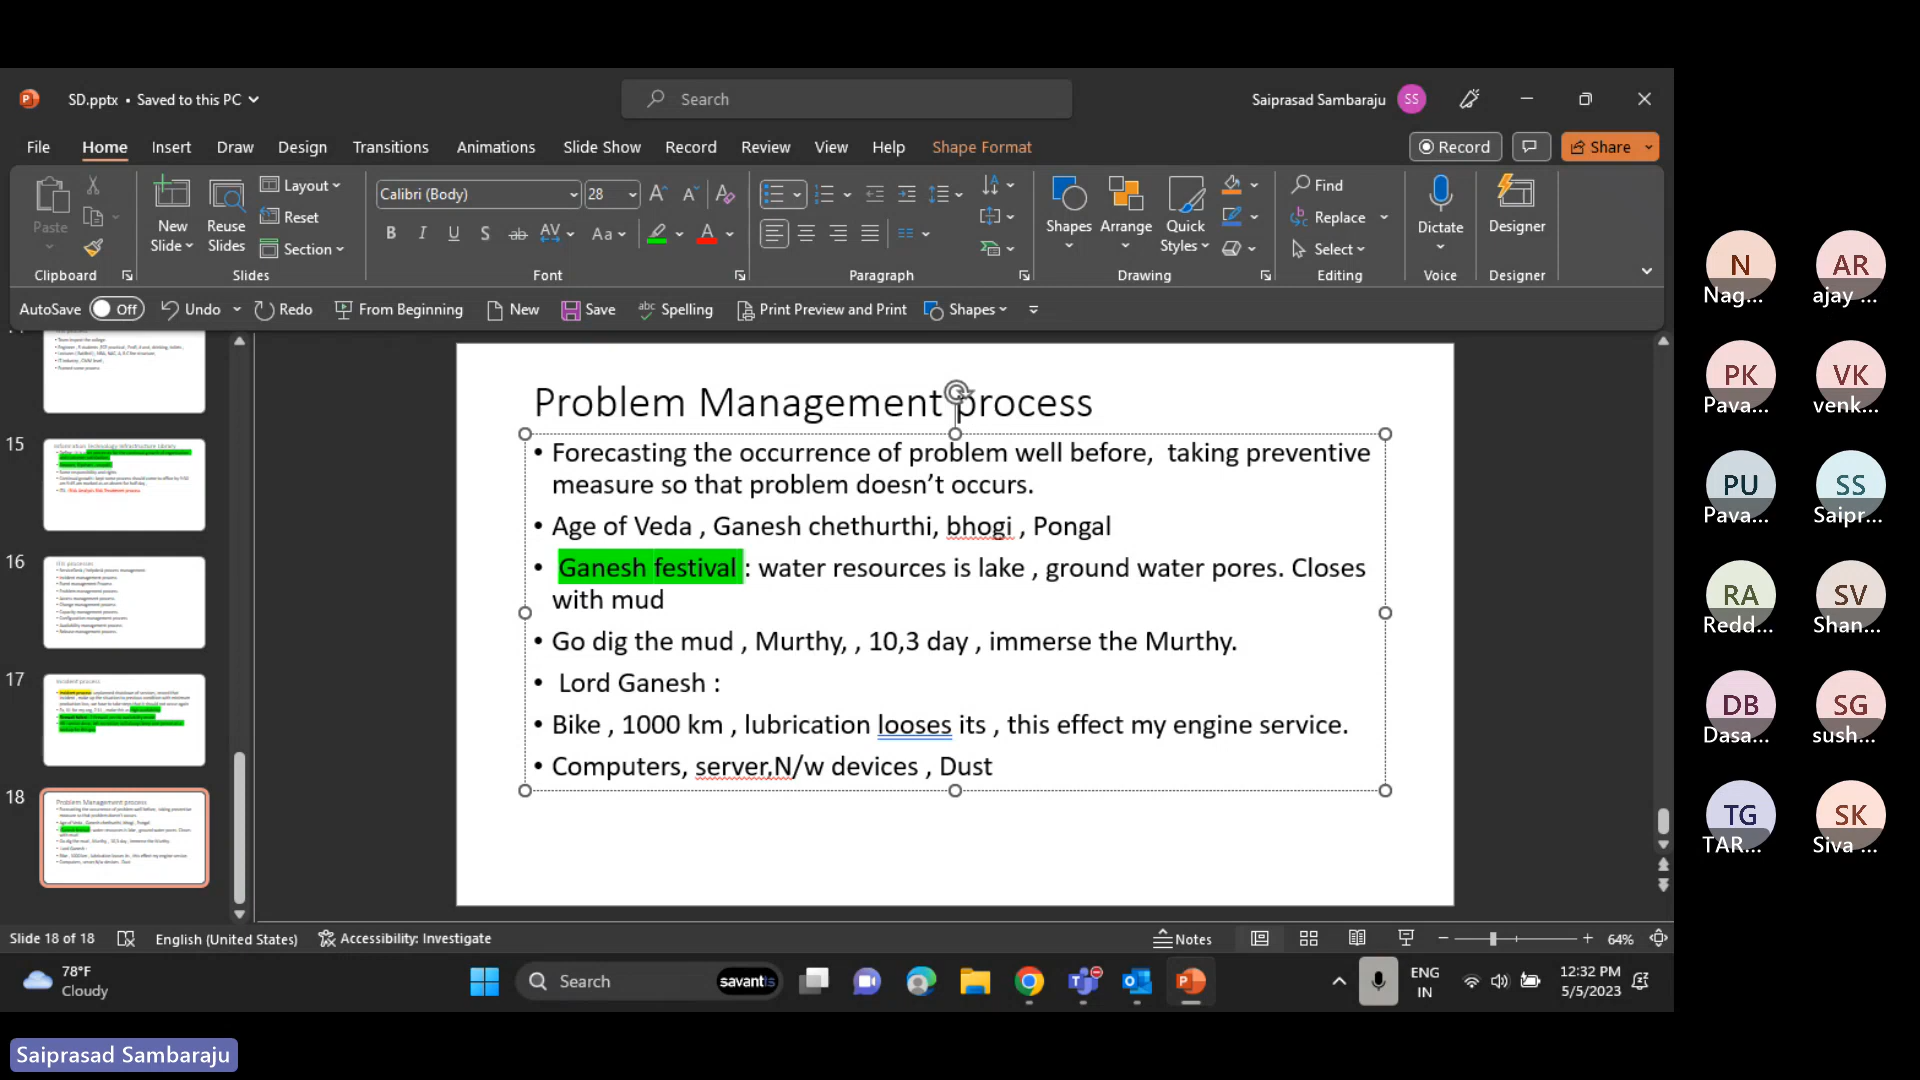 SD.pptx • Saved to this PC
Search
Saiprasad Sambaraju SS
File Home Insert Draw Design Transitions Animations Slide Show Record Review View Help Shape Format
Record Share
Paste
Clipboard
New Slide
Reuse Slides
Layout
Reset
Section
Slides
Calibri (Body) 28
B I U S ab AV Aa A
Font
Paragraph
Shapes Arrange Quick Styles
Drawing
Find
Replace
Select
Editing
Dictate
Voice
Designer
Designer
AutoSave Off Undo Redo From Beginning New Save Spelling Print Preview and Print Shapes
15
16
17
18
Problem Management process
• Forecasting the occurrence of problem well before, taking preventive
measure so that problem doesn’t occurs.
• Age of Veda , Ganesh chethurthi, bhogi , Pongal
• Ganesh festival : water resources is lake , ground water pores. Closes
with mud
• Go dig the mud , Murthy, , 10,3 day , immerse the Murthy.
• Lord Ganesh :
• Bike , 1000 km , lubrication looses its , this effect my engine service.
• Computers, server,N/w devices , Dust
Slide 18 of 18 English (United States) Accessibility: Investigate Notes 64%
78°F
Cloudy
Search savantis
ENG
IN
12:32 PM
5/5/2023
N AR
Nag... ajay ...
PK VK
Pava... venk...
PU SS
Pava... Saipr...
RA SV
Redd... Shan...
DB SG
Dasa... sush...
TG SK
TAR... Siva ...
Saiprasad Sambaraju